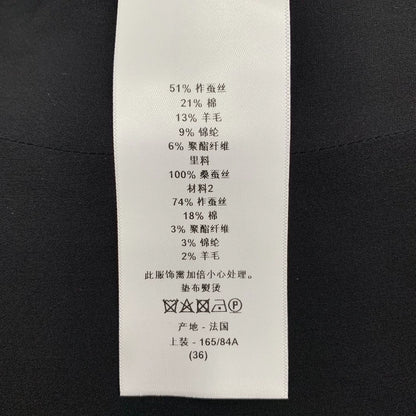 51% 柞蚕丝
21% 棉
13% 羊毛
9% 锦纶
6% 聚酯纤维
里料
100% 桑蚕丝
材料2
74% 柞蚕丝
18% 棉
3% 聚酯纤维
3% 锦纶
2% 羊毛
此服饰需加倍小心处理。
垫布熨烫
P
产地 - 法国
上装 - 165/84A
(36)